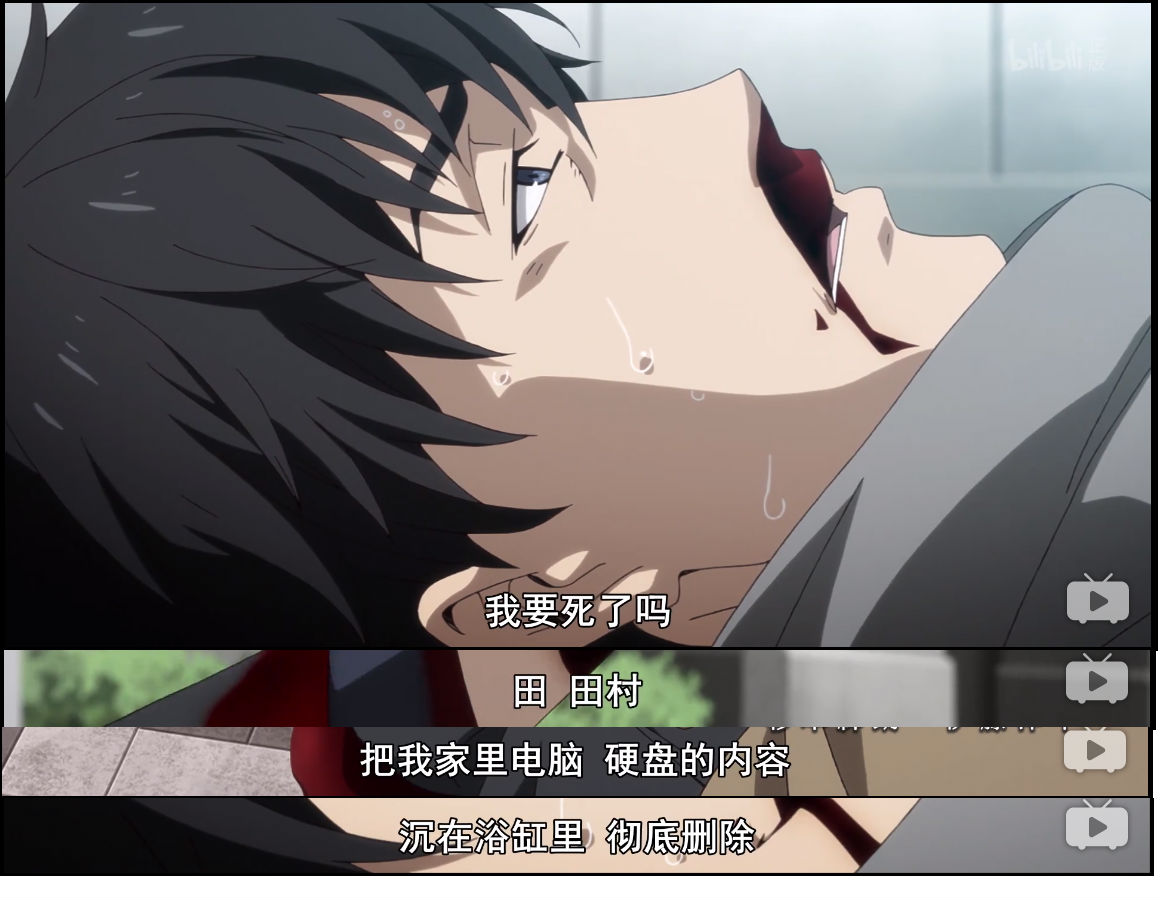 bilibili
我要死了吗
田 田村
把我家里电脑 硬盘的内容
沉在浴缸里 彻底删除